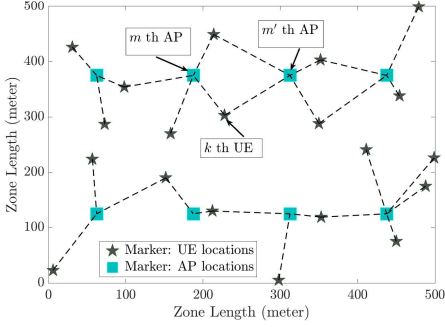 500
400
300
200
100
0
Zone Length (meter)
m th AP
m′ th AP
k th UE
Marker: UE locations
Marker: AP locations
0 100 200 300 400 500
Zone Length (meter)